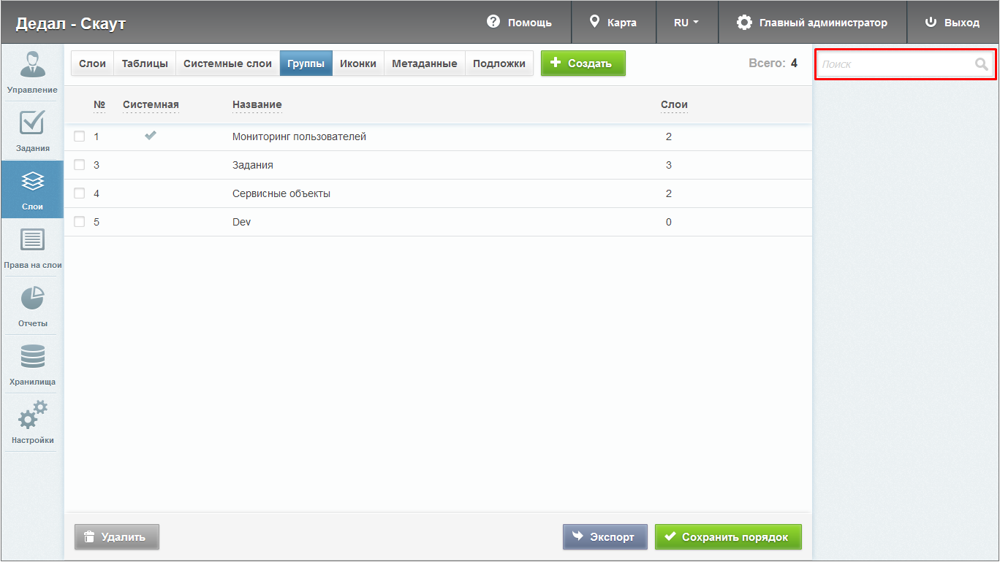 Дедал - Скаут
Помощь
Карта
RU
Главный администратор
Выход
Управление
Задания
Слои
Права на слои
Отчеты
Хранилища
Настройки
Слои Таблицы Системные слои Группы Иконки Метаданные Подложки Создать Всего: 4
Поиск
№ Системная Название Слои
1 Мониторинг пользователей 2
3 Задания 3
4 Сервисные объекты 2
5 Dev 0
Удалить Экспорт Сохранить порядок